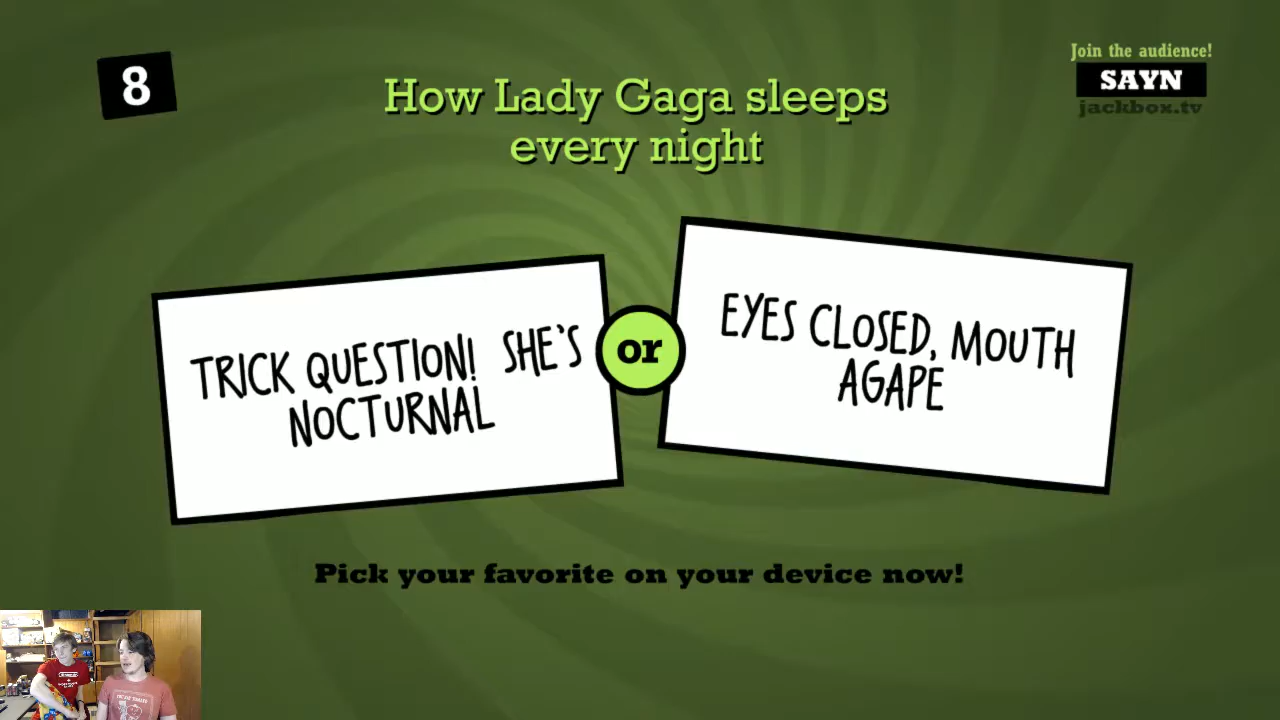 8
Join the audience!
SAYN
jackbox.tv
How Lady Gaga sleeps
every night
TRICK QUESTION! SHE'S
NOCTURNAL
or
EYES CLOSED, MOUTH
AGAPE
Pick your favorite on your device now!